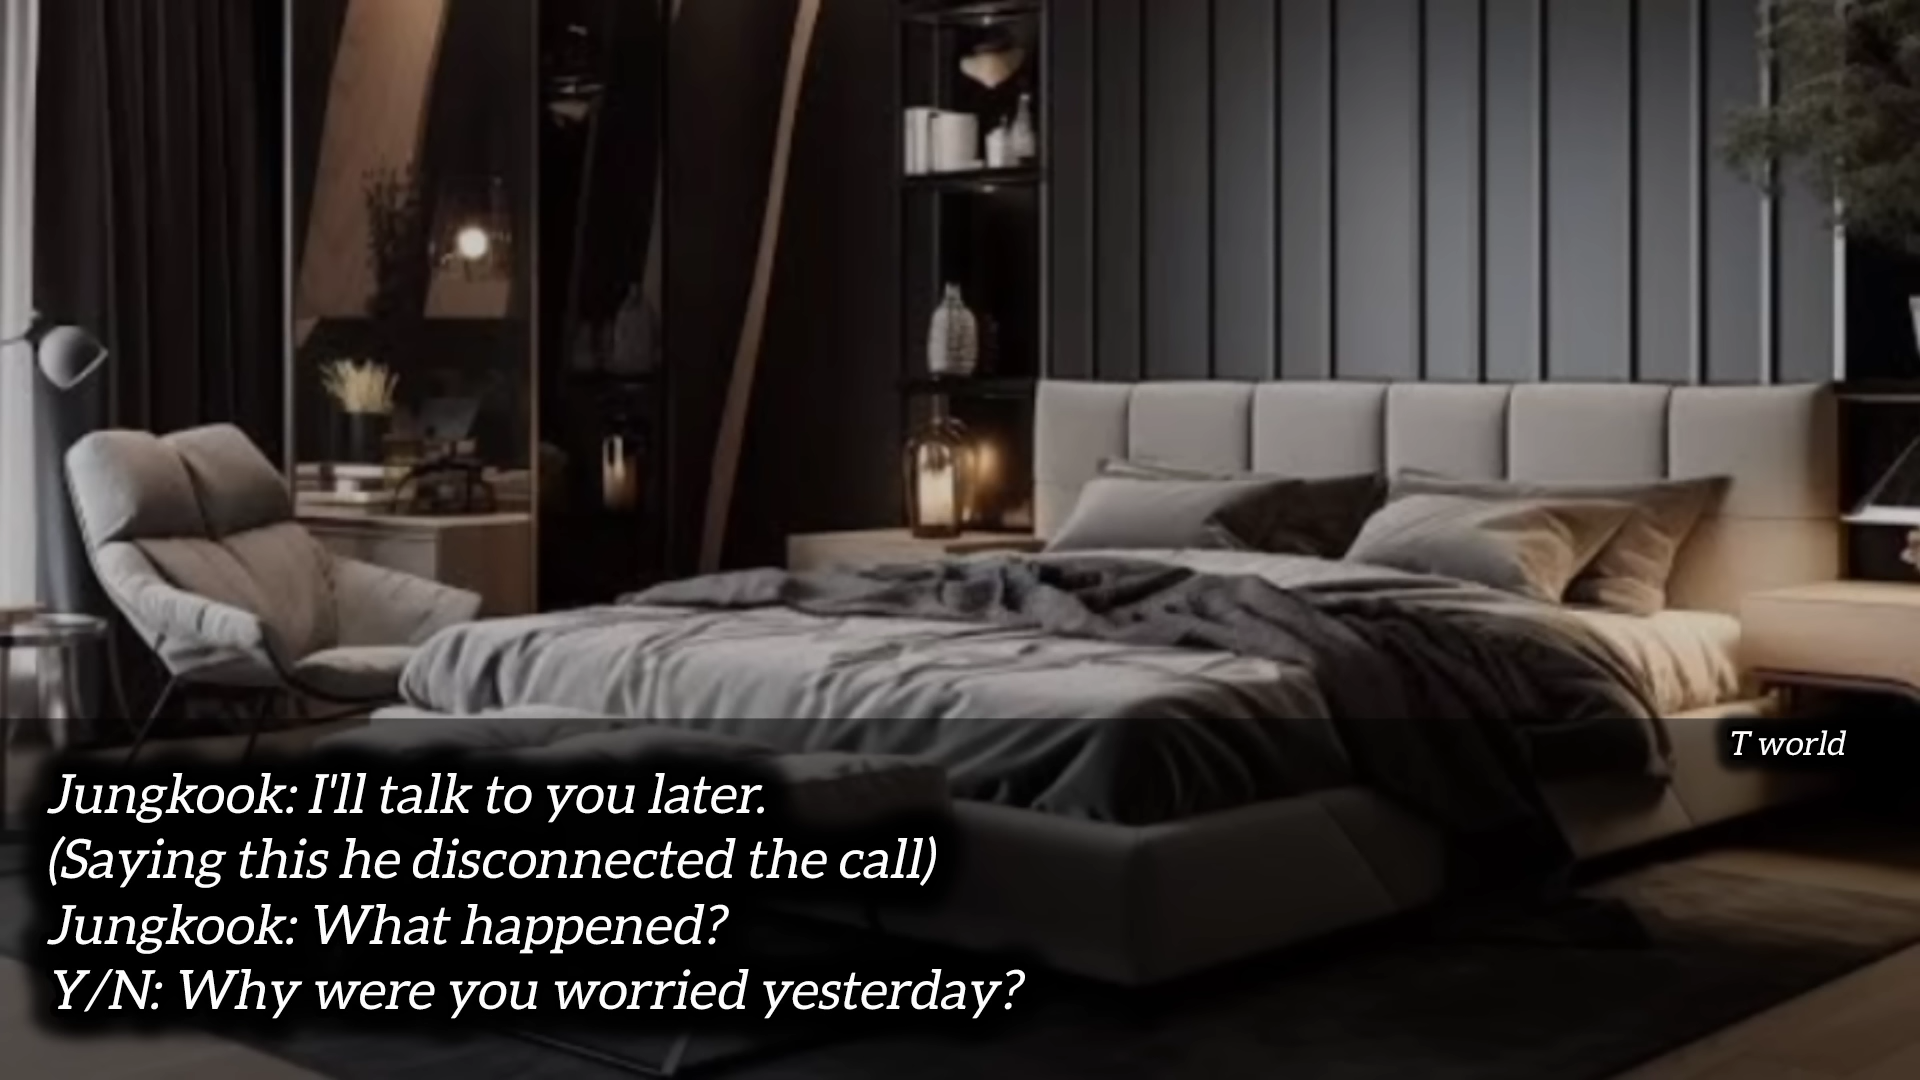 T world
Jungkook: I'll talk to you later.
(Saying this he disconnected the call)
Jungkook: What happened?
Y/N: Why were you worried yesterday?